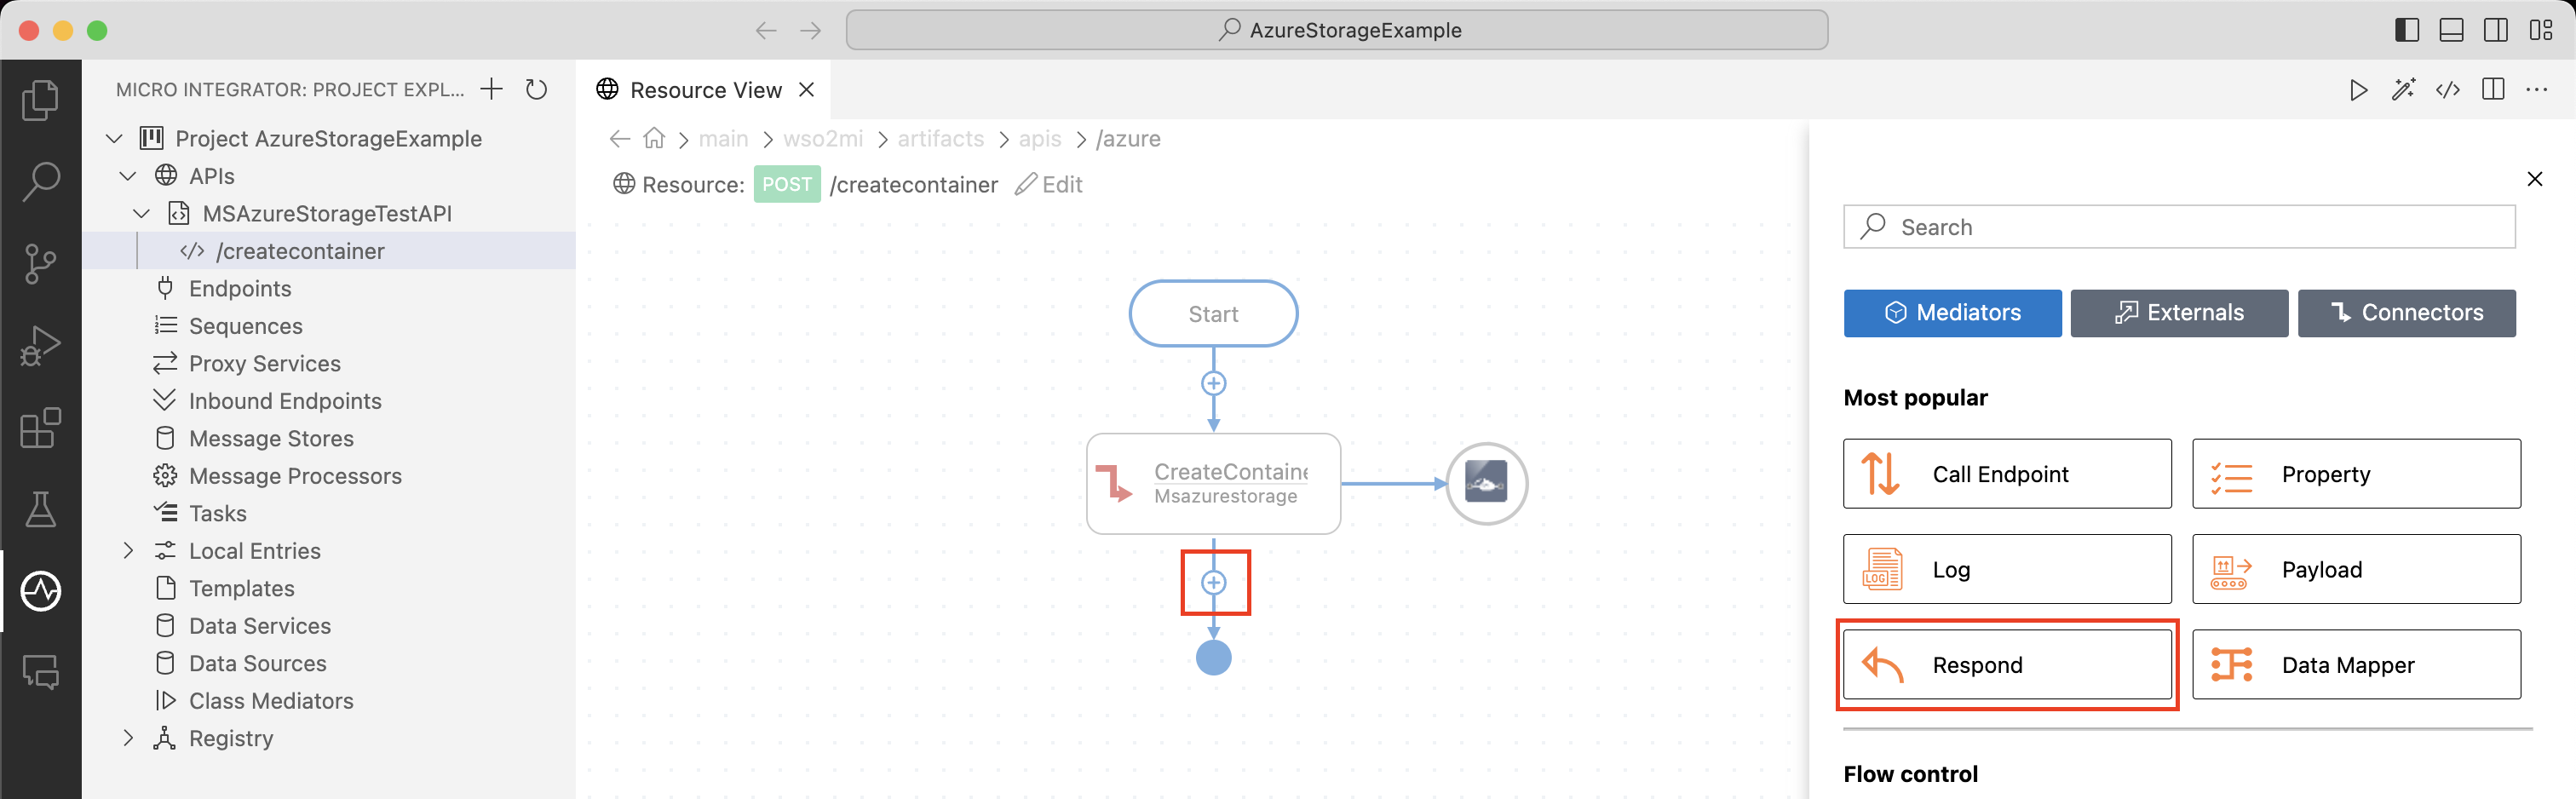 AzureStorageExample
MICRO INTEGRATOR: PROJECT EXPL...
Project AzureStorageExample
APIs
MSAzureStorageTestAPI
/createcontainer
Endpoints
Sequences
Proxy Services
Inbound Endpoints
Message Stores
Message Processors
Tasks
Local Entries
Templates
Data Services
Data Sources
Class Mediators
Registry
Resource View
main > wso2mi > artifacts > apis > /azure
Resource: POST /createcontainer Edit
Start
CreateContaine
Msazurestorage
Search
Mediators Externals Connectors
Most popular
Call Endpoint Property
Log Payload
LOG
Respond Data Mapper
Flow control